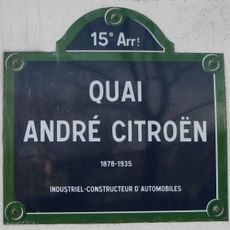 15e Arrt
QUAI
ANDRÉ CITROËN
1878-1935
INDUSTRIEL-CONSTRUCTEUR D'AUTOMOBILES